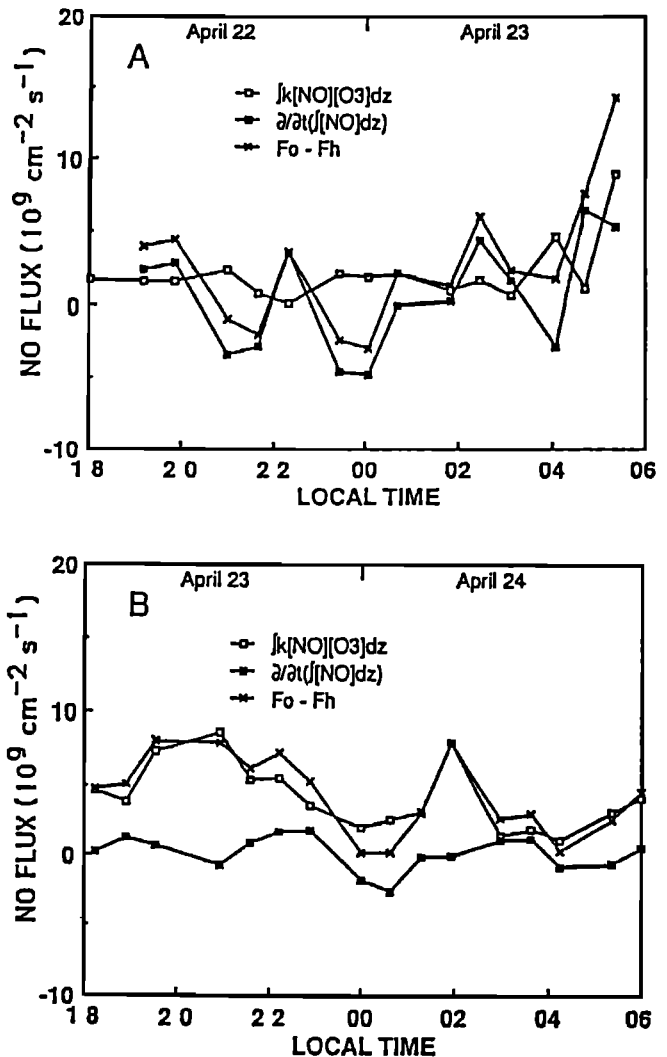 April 22
April 23
A
∫k[NO][O3]dz
∂/∂t(∫[NO]dz)
Fo - Fh
NO FLUX (10⁹ cm⁻² s⁻¹)
20
10
0
-10
18 20 22 00 02 04 06
LOCAL TIME
April 23
April 24
B
∫k[NO][O3]dz
∂/∂t(∫[NO]dz)
Fo - Fh
NO FLUX (10⁹ cm⁻² s⁻¹)
20
10
0
-10
18 20 22 00 02 04 06
LOCAL TIME